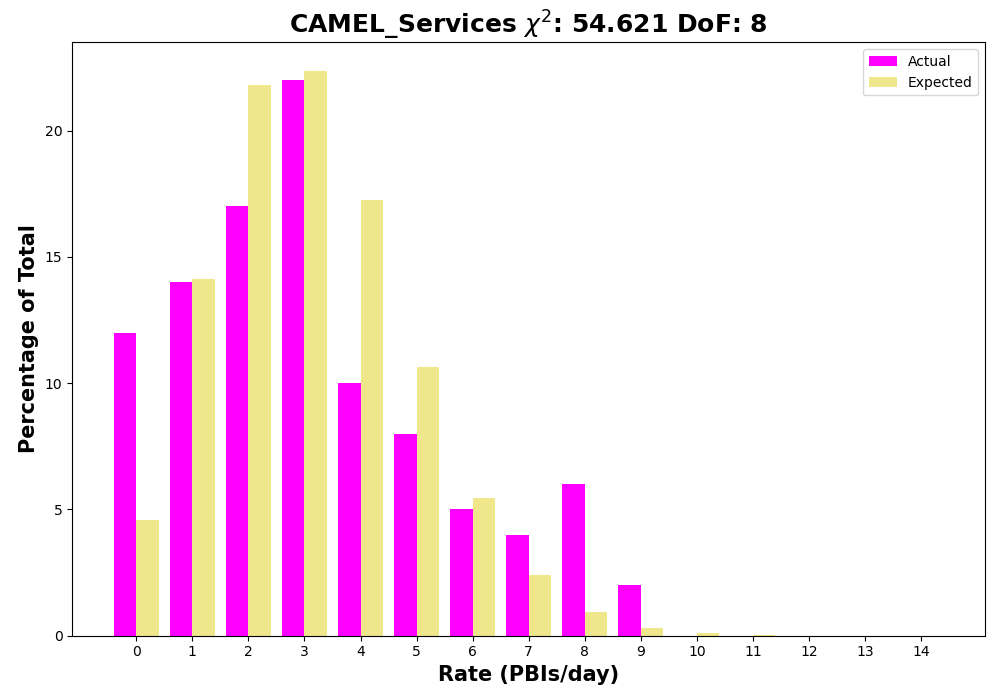 CAMEL_Services χ²: 54.621 DoF: 8
Actual
Expected
Percentage of Total
20
15
10
5
0
0 1 2 3 4 5 6 7 8 9 10 11 12 13 14
Rate (PBIs/day)